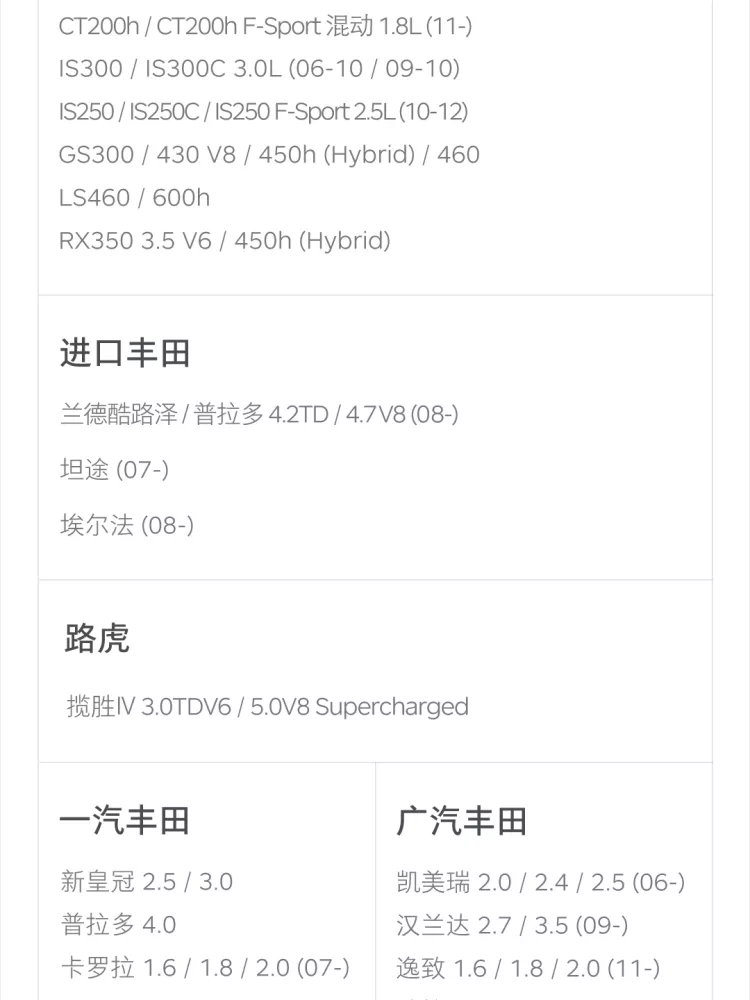 CT200h / CT200h F-Sport 混动 1.8L (11-)
IS300 / IS300C 3.0L (06-10 / 09-10)
IS250 / IS250C / IS250 F-Sport 2.5L (10-12)
GS300 / 430 V8 / 450h (Hybrid) / 460
LS460 / 600h
RX350 3.5 V6 / 450h (Hybrid)
进口丰田
兰德酷路泽 / 普拉多 4.2TD / 4.7V8 (08-)
坦途 (07-)
埃尔法 (08-)
路虎
揽胜IV 3.0TDV6 / 5.0V8 Supercharged
一汽丰田
新皇冠 2.5 / 3.0
普拉多 4.0
卡罗拉 1.6 / 1.8 / 2.0 (07-)
广汽丰田
凯美瑞 2.0 / 2.4 / 2.5 (06-)
汉兰达 2.7 / 3.5 (09-)
逸致 1.6 / 1.8 / 2.0 (11-)